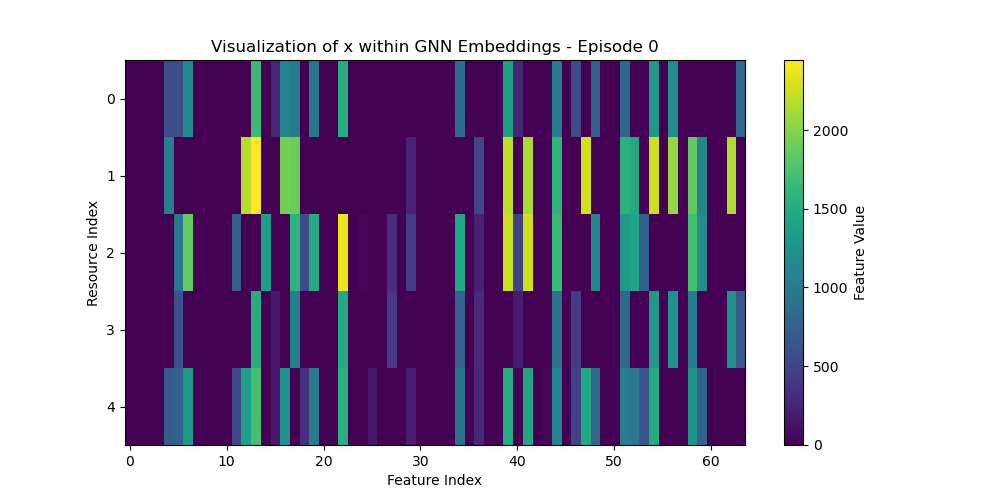 Visualization of x within GNN Embeddings - Episode 0
Resource Index
0
1
2
3
4
0 10 20 30 40 50 60
Feature Index
2000
1500
1000
500
0
Feature Value